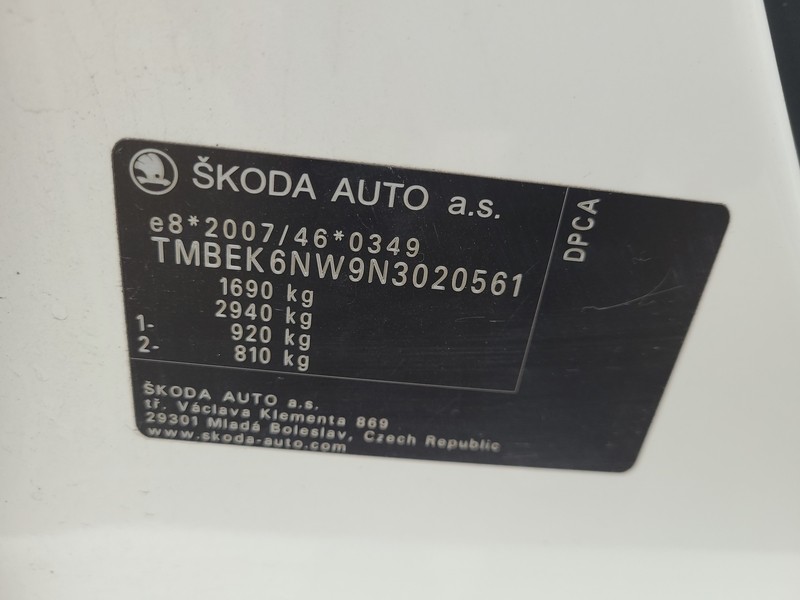 ŠKODA AUTO a.s.
DPCA
e8*2007/46*0349
TMBEK6NW9N3020561
1690 kg
2940 kg
1- 920 kg
2- 810 kg
ŠKODA AUTO a.s.
tř. Václava Klementa 869
29301 Mladá Boleslav, Czech Republic
www.skoda-auto.com